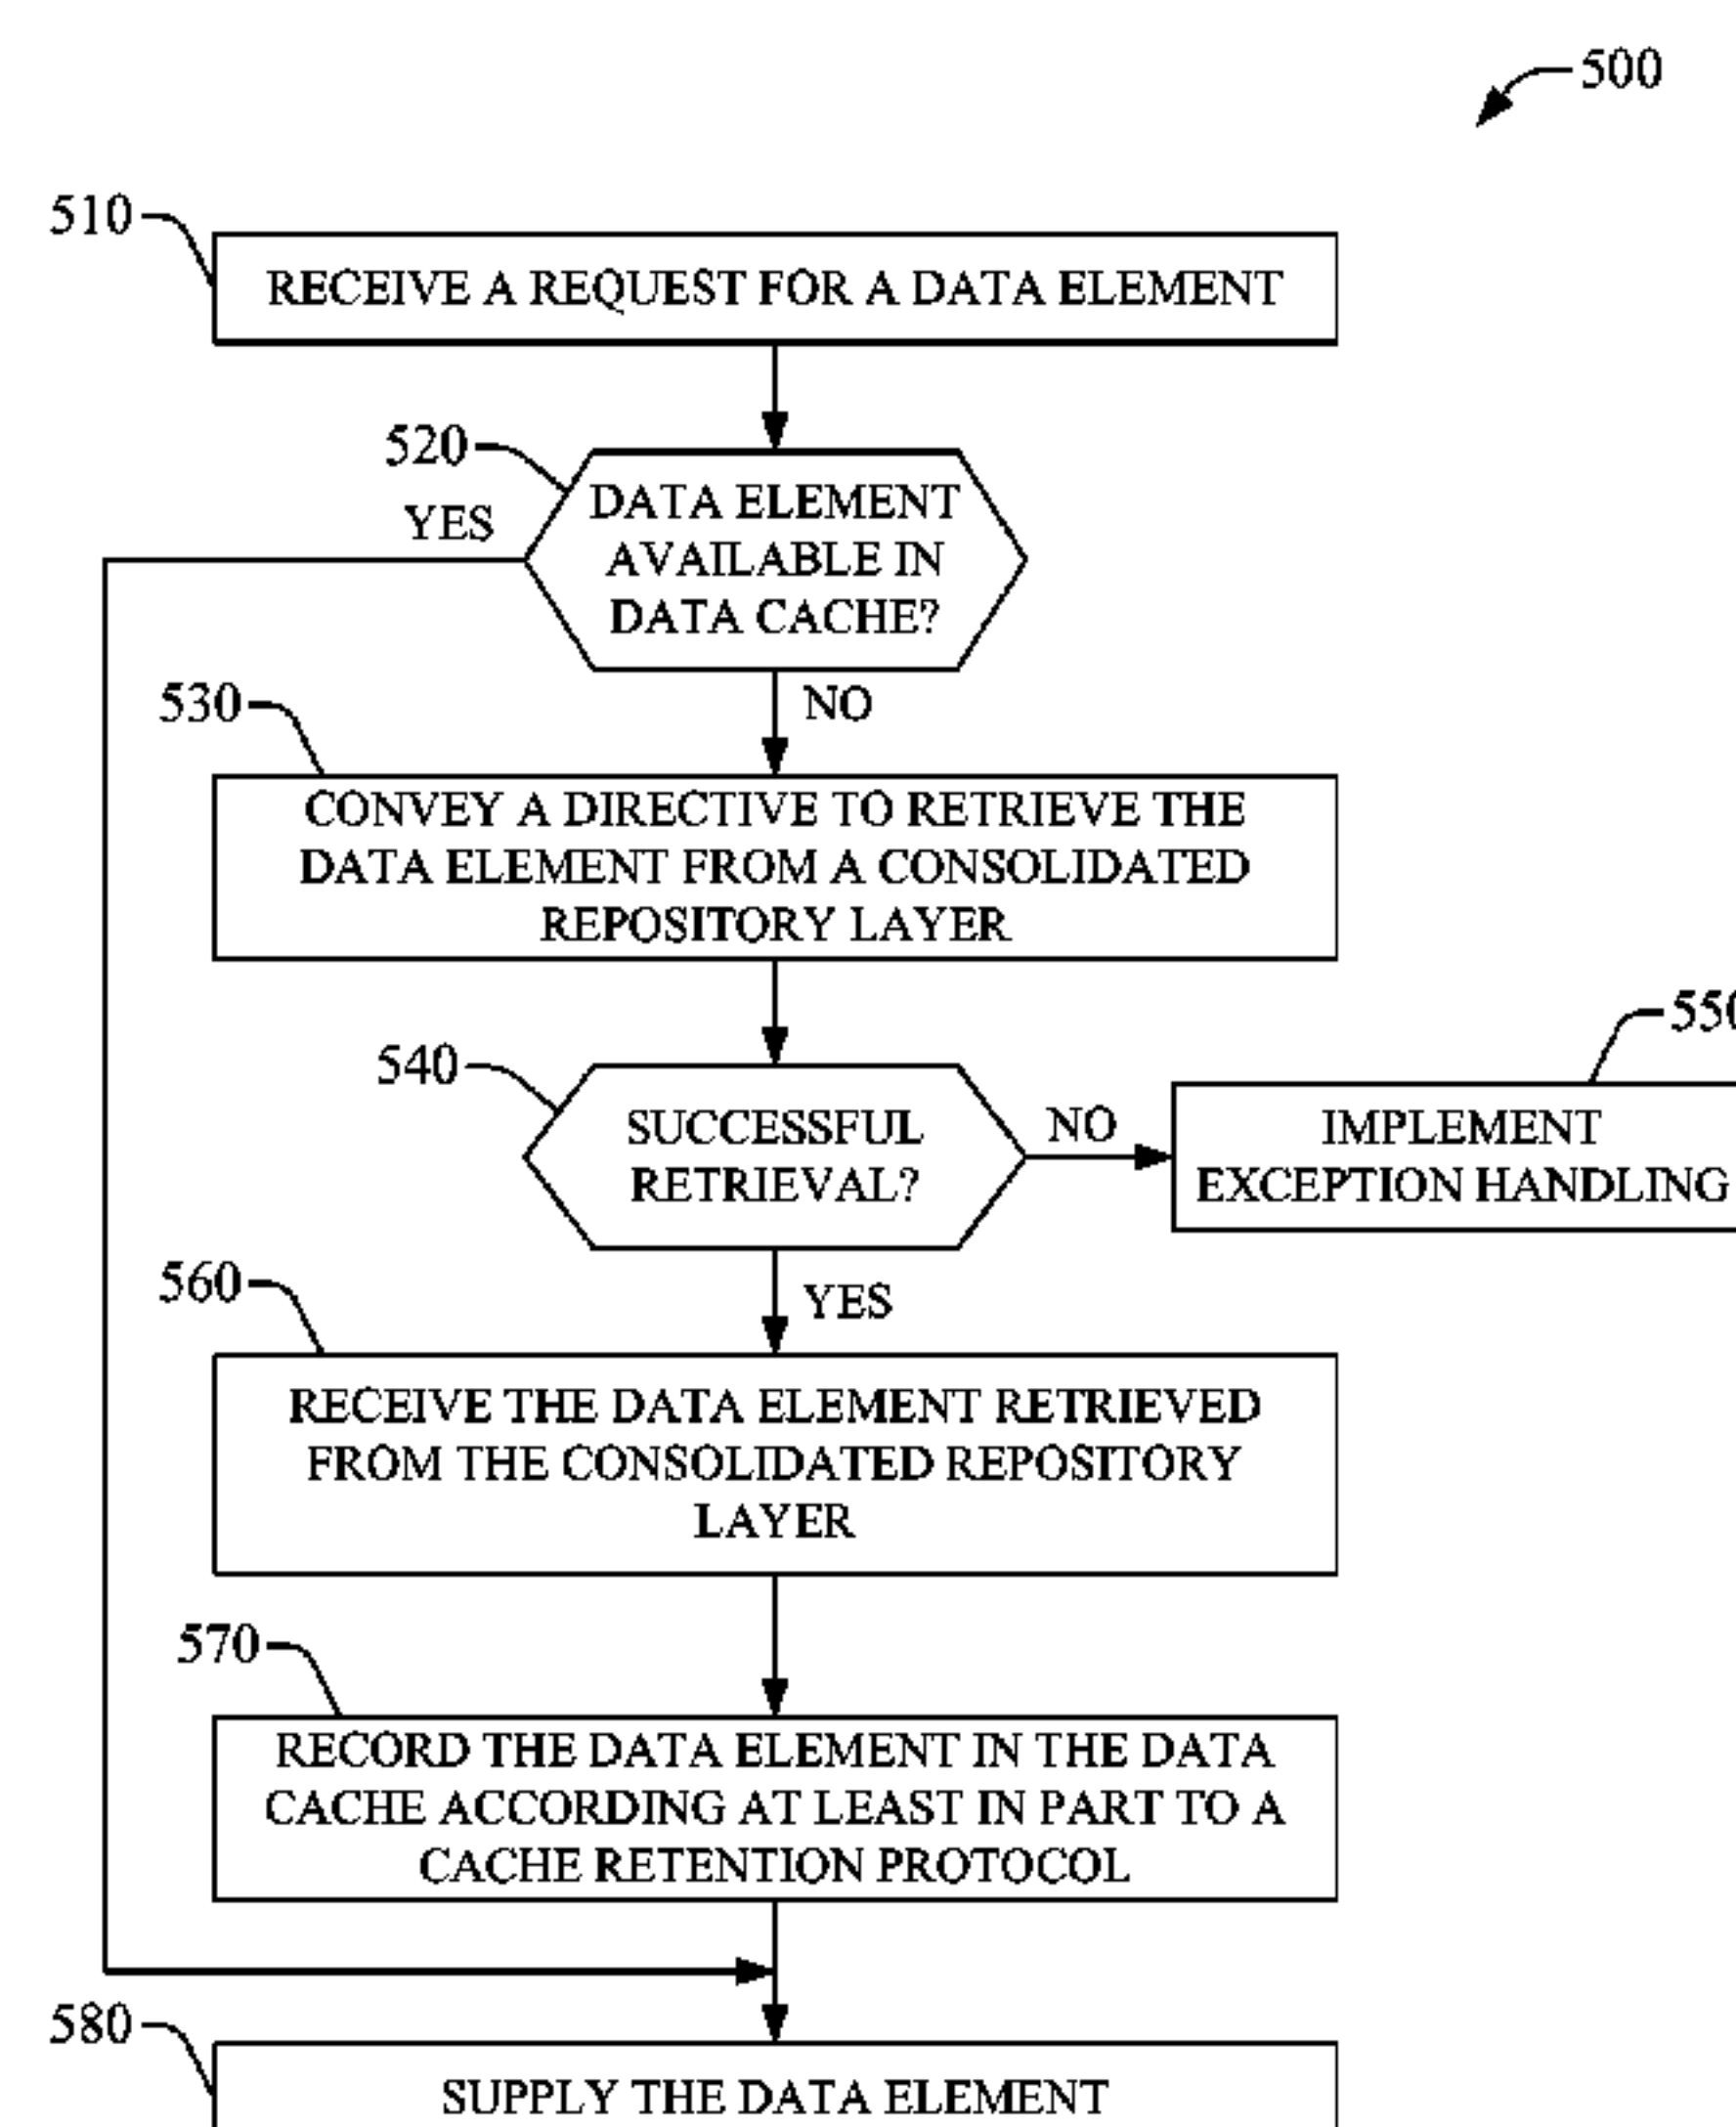 500
510
RECEIVE A REQUEST FOR A DATA ELEMENT
520
YES
DATA ELEMENT
AVAILABLE IN
DATA CACHE?
NO
530
CONVEY A DIRECTIVE TO RETRIEVE THE
DATA ELEMENT FROM A CONSOLIDATED
REPOSITORY LAYER
540
SUCCESSFUL
RETRIEVAL?
NO
550
IMPLEMENT
EXCEPTION HANDLING
YES
560
RECEIVE THE DATA ELEMENT RETRIEVED
FROM THE CONSOLIDATED REPOSITORY
LAYER
570
RECORD THE DATA ELEMENT IN THE DATA
CACHE ACCORDING AT LEAST IN PART TO A
CACHE RETENTION PROTOCOL
580
SUPPLY THE DATA ELEMENT